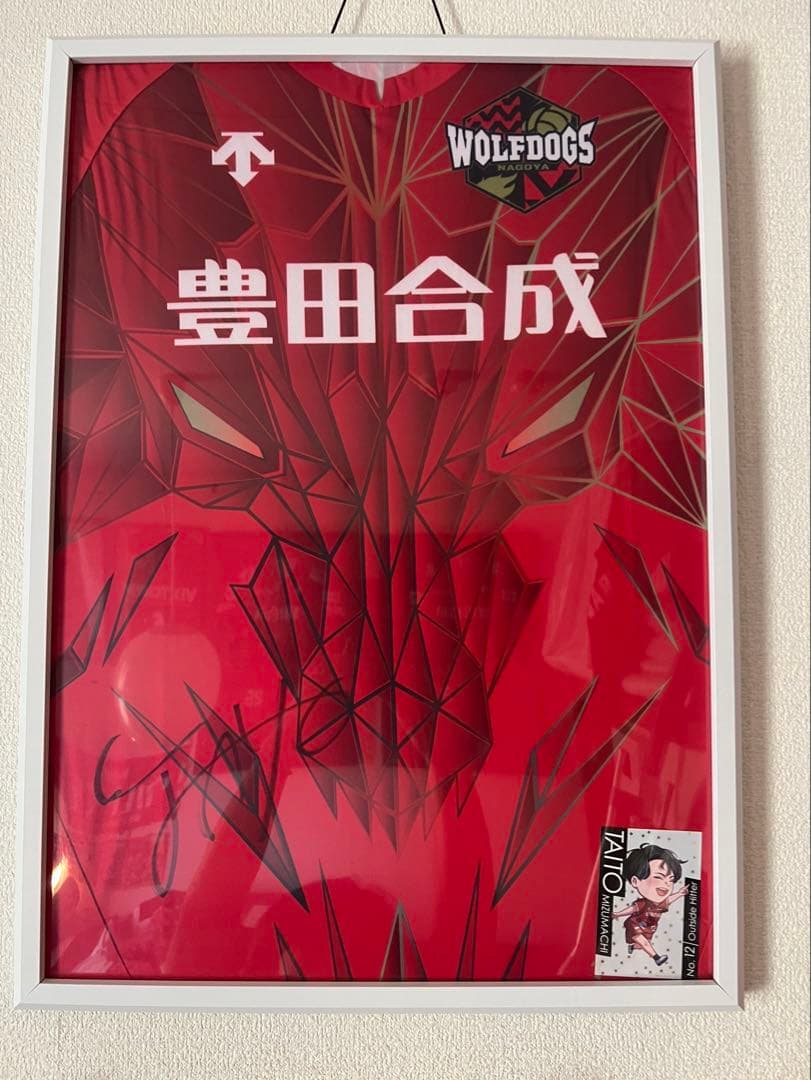 WOLFDOGS
NAGOYA
豊田合成
TAITO
MIZUMACHI
No. 12 / Outside Hitter